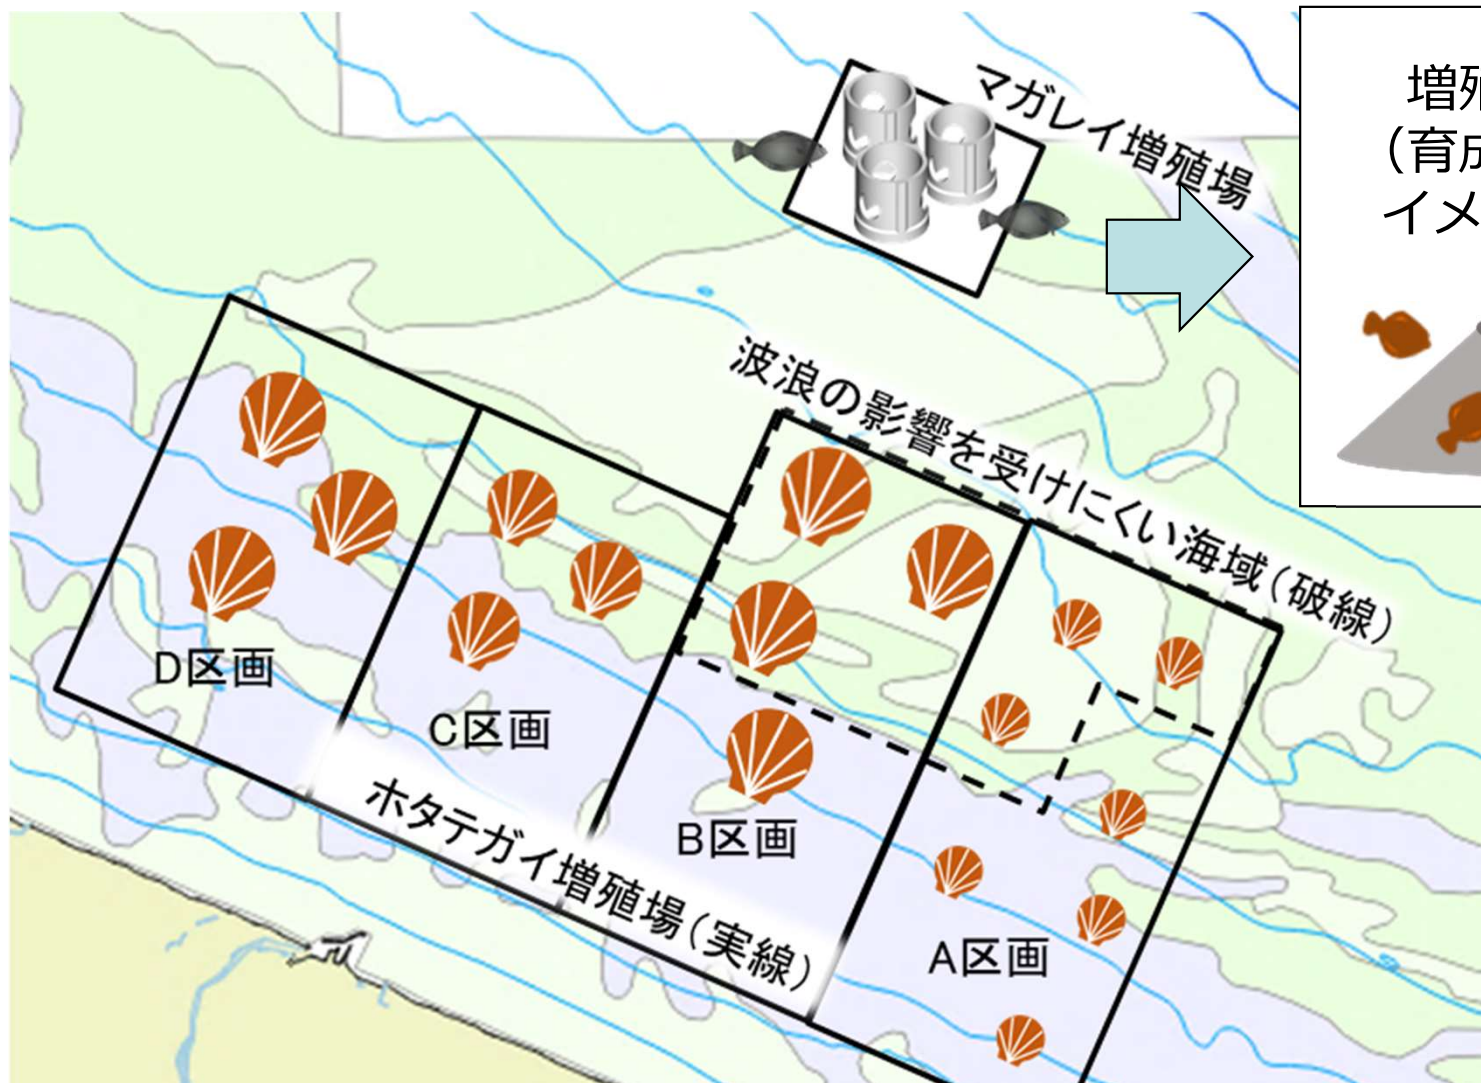 マガレイ増殖場
増殖
（育成
イメ
波浪の影響を受けにくい海域（破線）
D区画
C区画
B区画
A区画
ホタテガイ増殖場（実線）